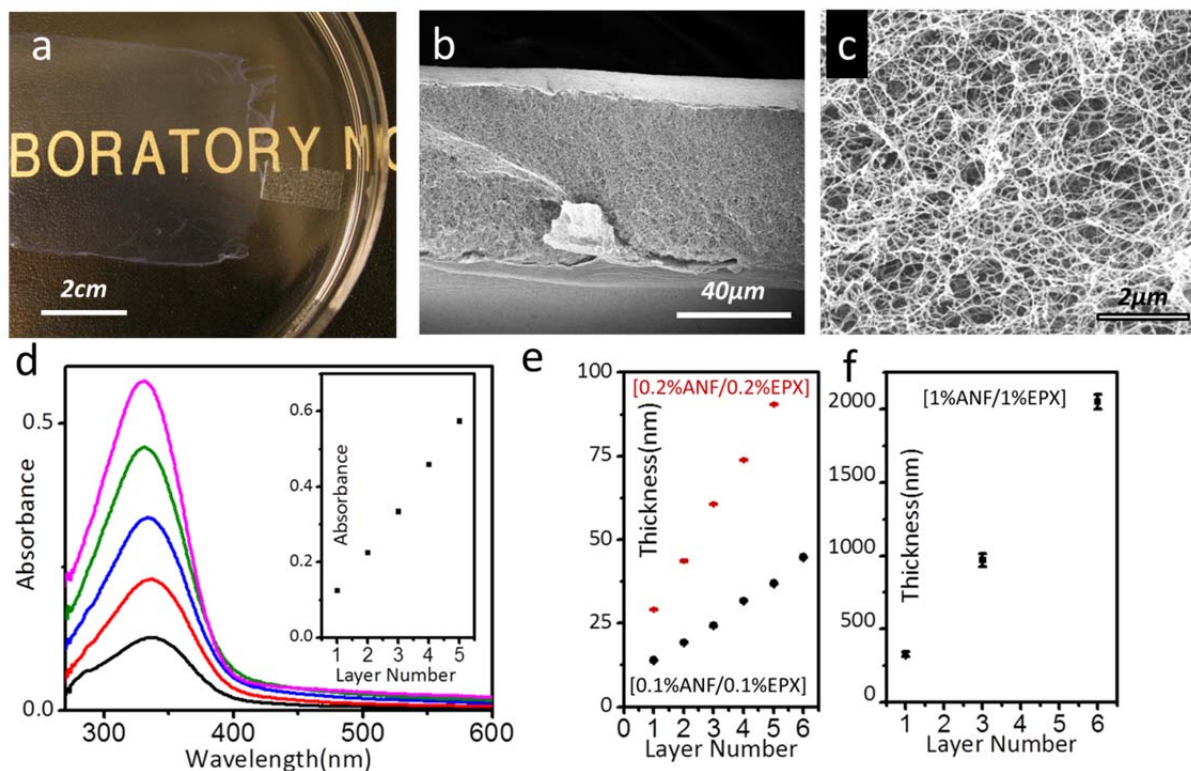 a
BORATORY MO
2cm
b
40μm
c
2μm
d
Absorbance
0.5
0.0
300
400
500
600
Wavelength(nm)
Absorbance
0.6
0.4
0.2
0.0
1 2 3 4 5
Layer Number
e
Thickness(nm)
100
75
50
25
0
[0.2%ANF/0.2%EPX]
[0.1%ANF/0.1%EPX]
0 1 2 3 4 5 6
Layer Number
f
Thickness(nm)
2000
1500
1000
500
0
[1%ANF/1%EPX]
1 2 3 4 5 6
Layer Number